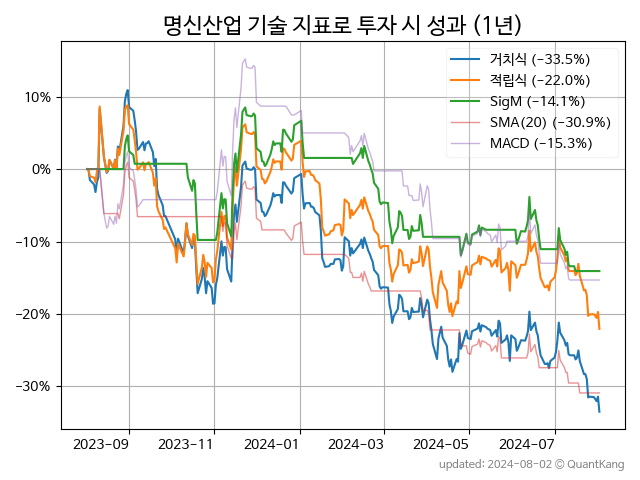 명신산업 기술 지표로 투자 시 성과 (1년)
거치식 (−33.5%)
적립식 (−22.0%)
SigM (−14.1%)
SMA(20) (−30.9%)
MACD (−15.3%)
10%
0%
−10%
−20%
−30%
2023-09 2023-11 2024-01 2024-03 2024-05 2024-07
updated: 2024-08-02 © QuantKang